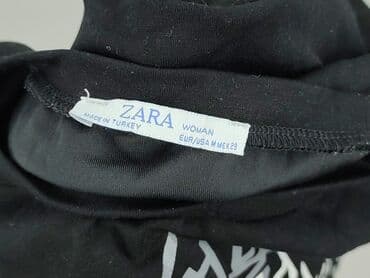 ZARA
WOMAN
MADE IN TURKEY
EUR/USA M MEX 28